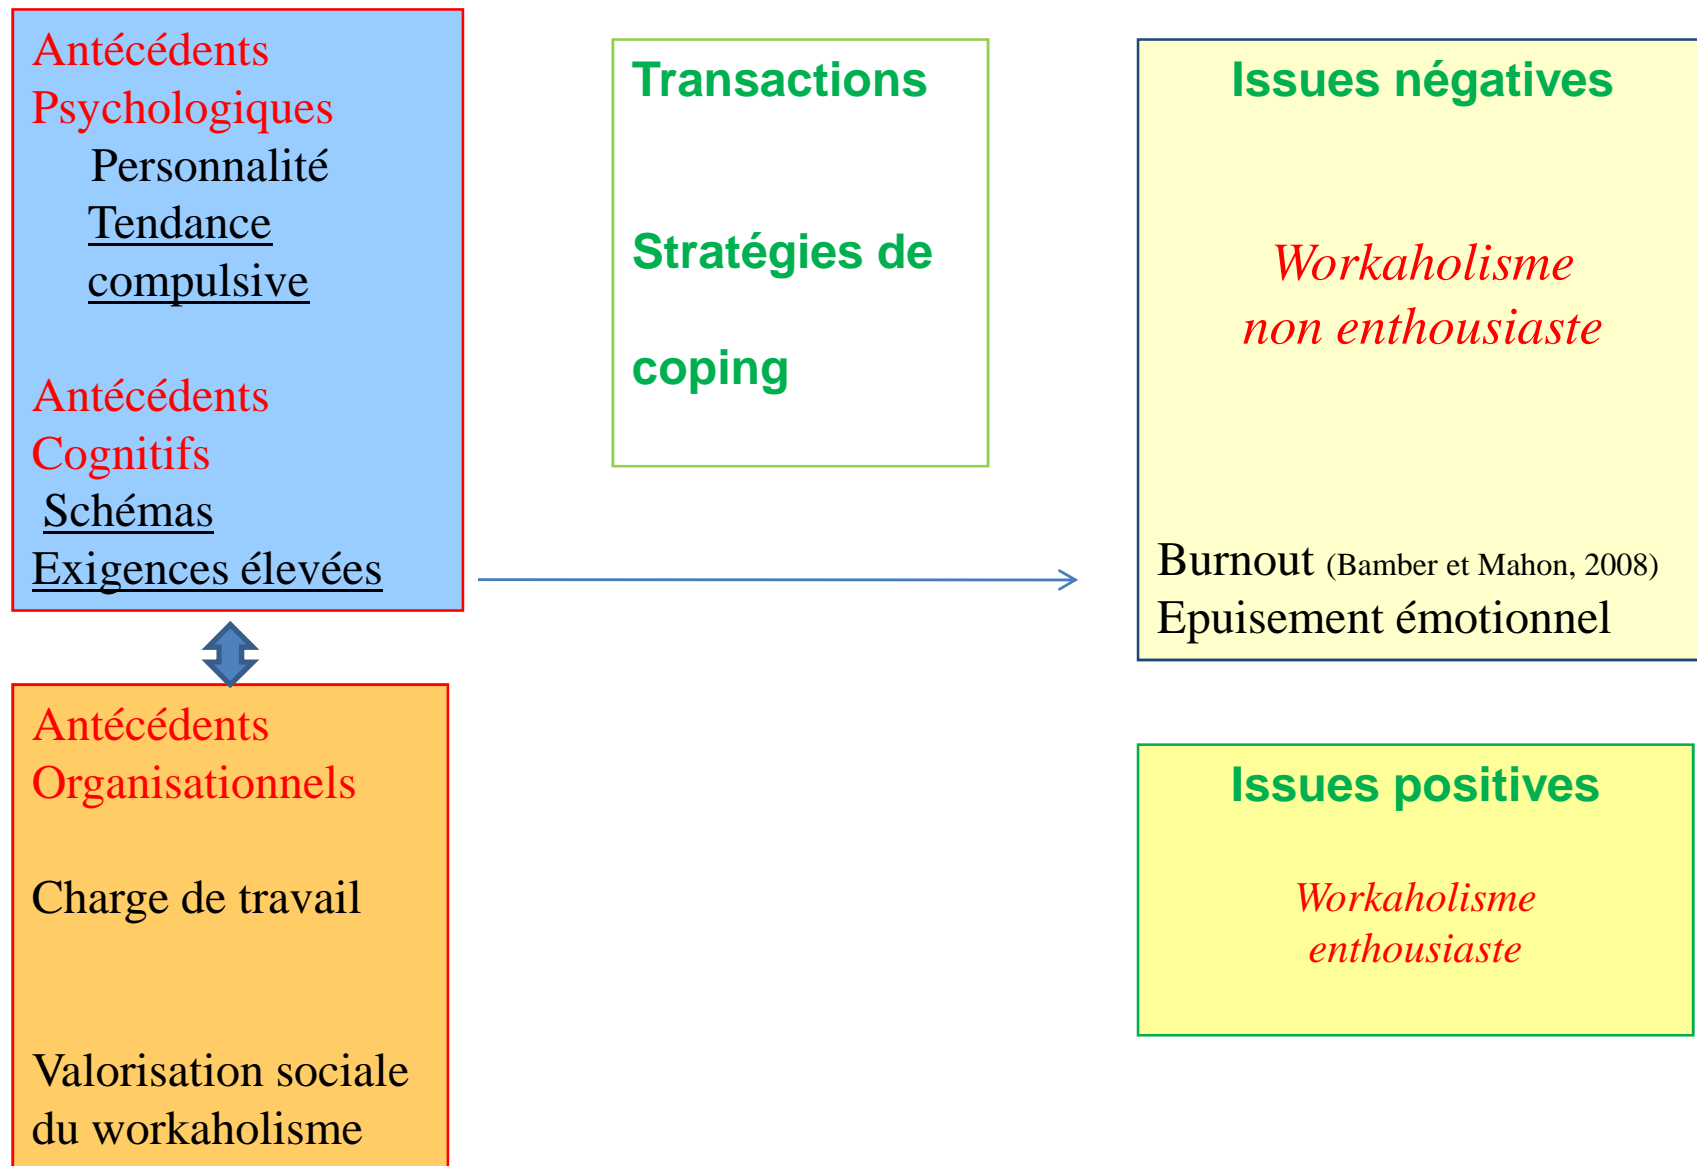 Antécédents
Psychologiques
Personnalité
Tendance
compulsive
Antécédents
Cognitifs
Schémas
Exigences élevées
Antécédents
Organisationnels
Charge de travail
Valorisation sociale
du workaholisme
Transactions
Stratégies de
coping
Issues négatives
Workaholisme
non enthousiaste
Burnout (Bamber et Mahon, 2008)
Epuisement émotionnel
Issues positives
Workaholisme
enthousiaste